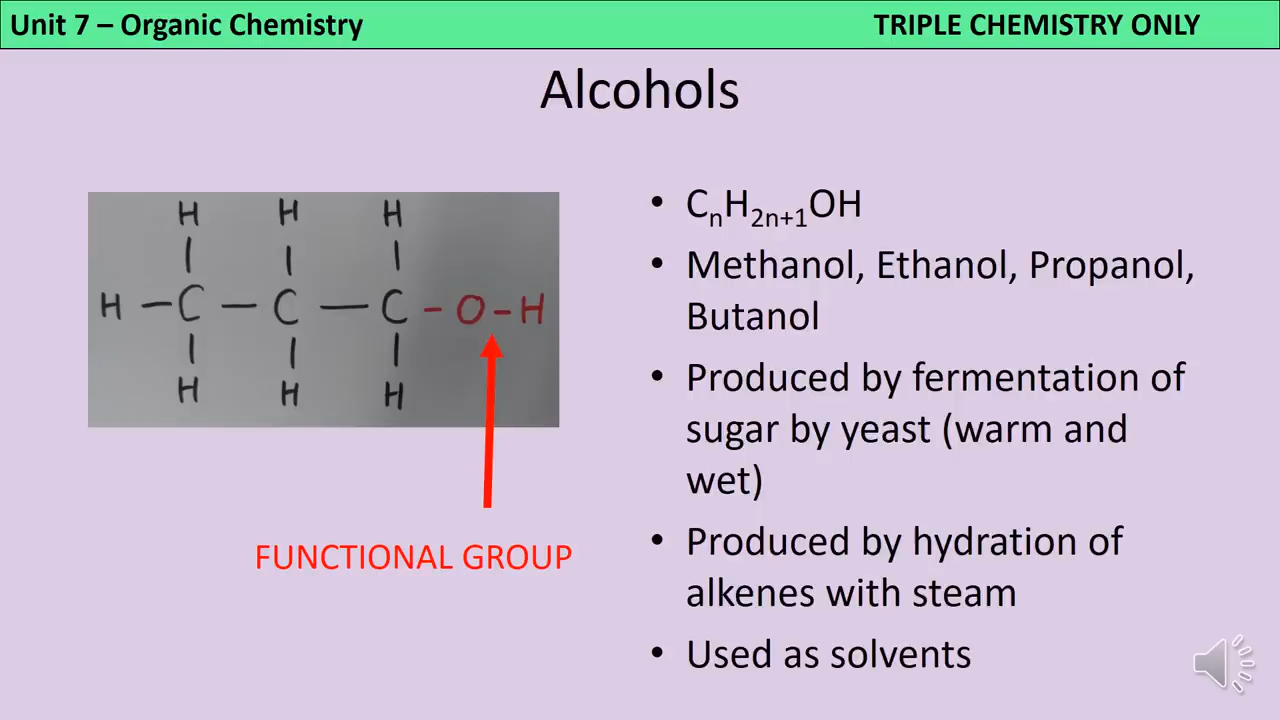 Unit 7 – Organic Chemistry
TRIPLE CHEMISTRY ONLY
Alcohols
H H H
H – C – C – C – O – H
H H H
FUNCTIONAL GROUP
• CₙH₂ₙ₊₁OH
• Methanol, Ethanol, Propanol,
Butanol
• Produced by fermentation of
sugar by yeast (warm and
wet)
• Produced by hydration of
alkenes with steam
• Used as solvents